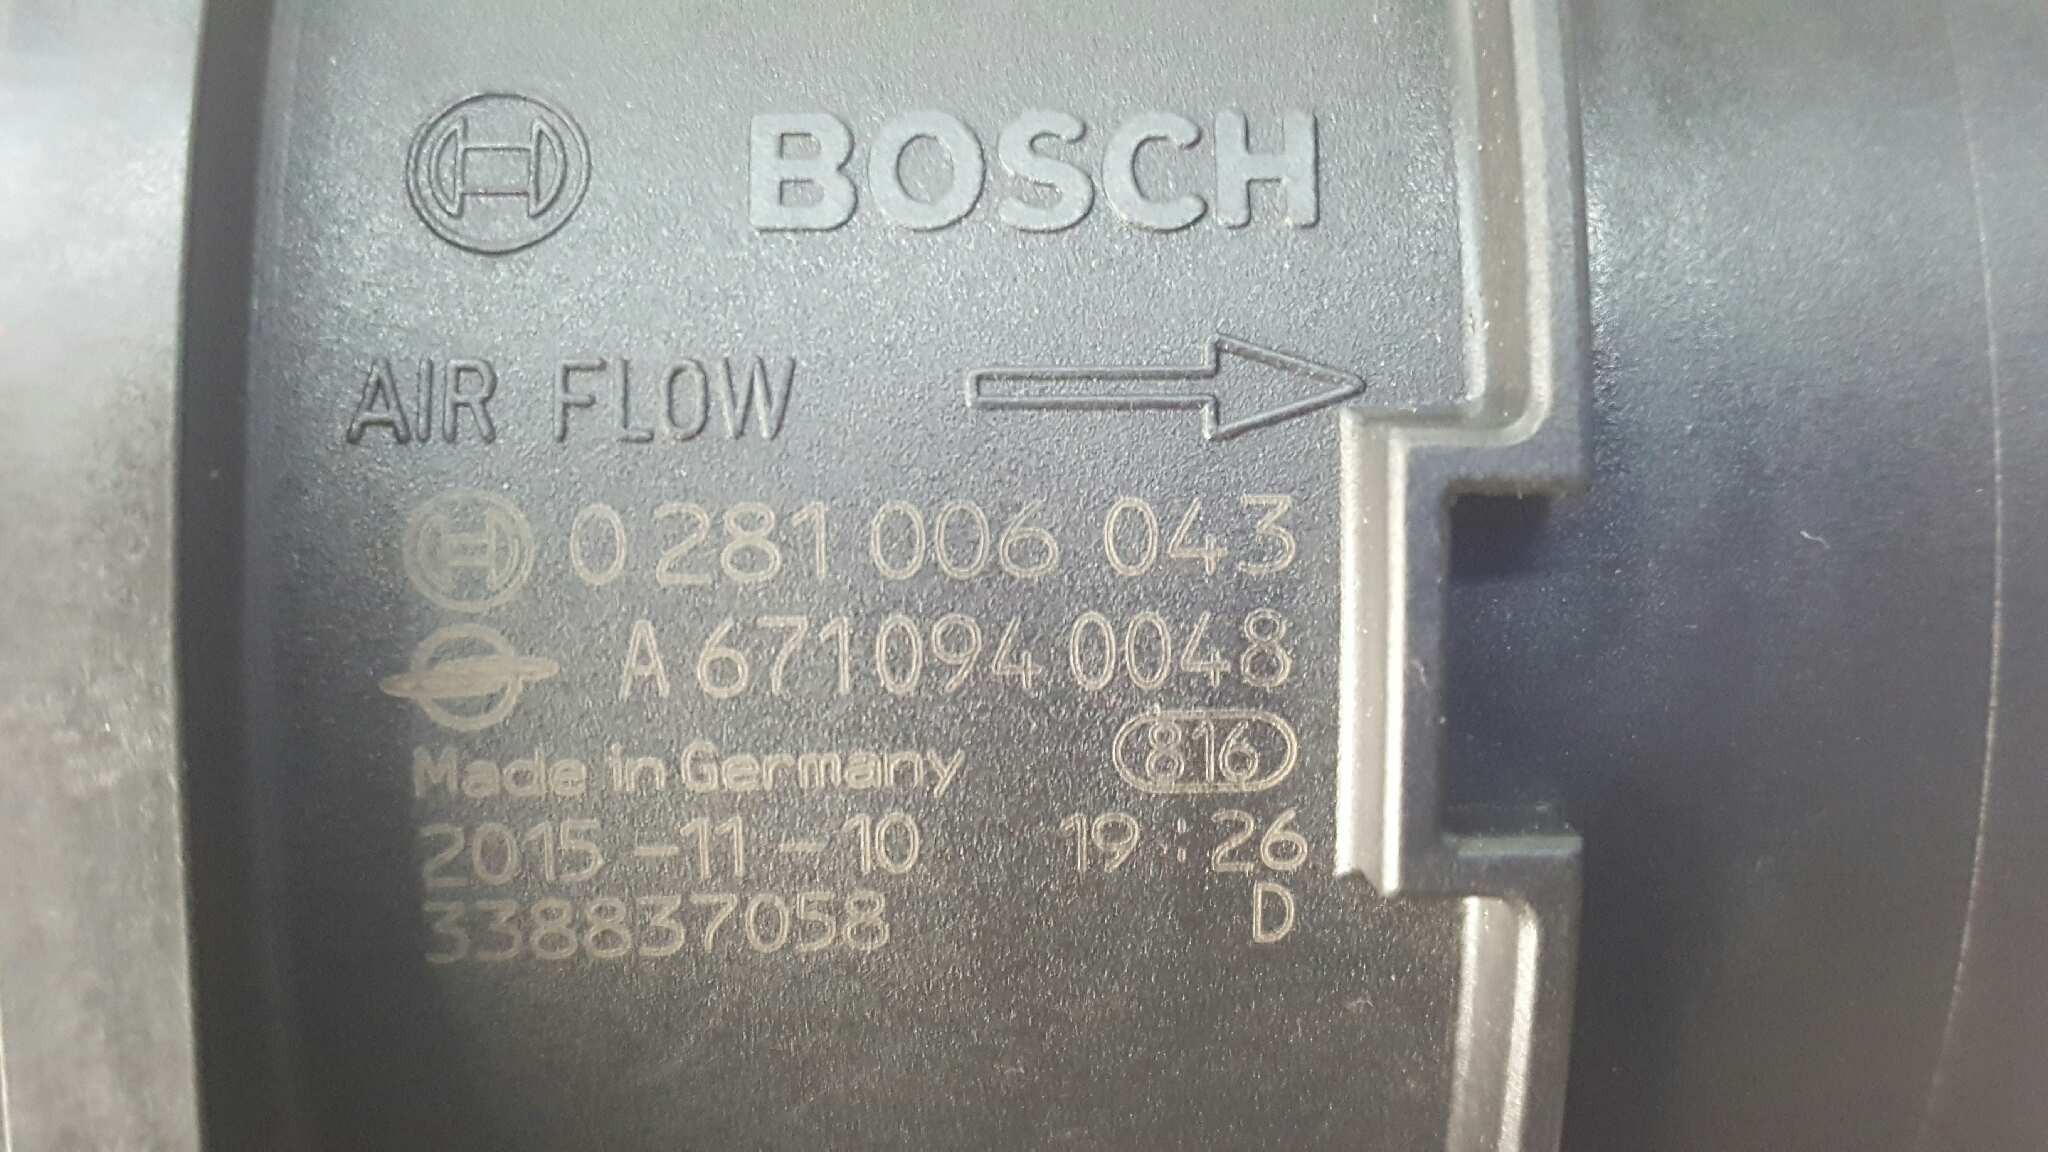 BOSCH
AIR FLOW
0 281 006 043
A 671 094 0048
Made in Germany 816
2015-11-10 19:26
338837058 D